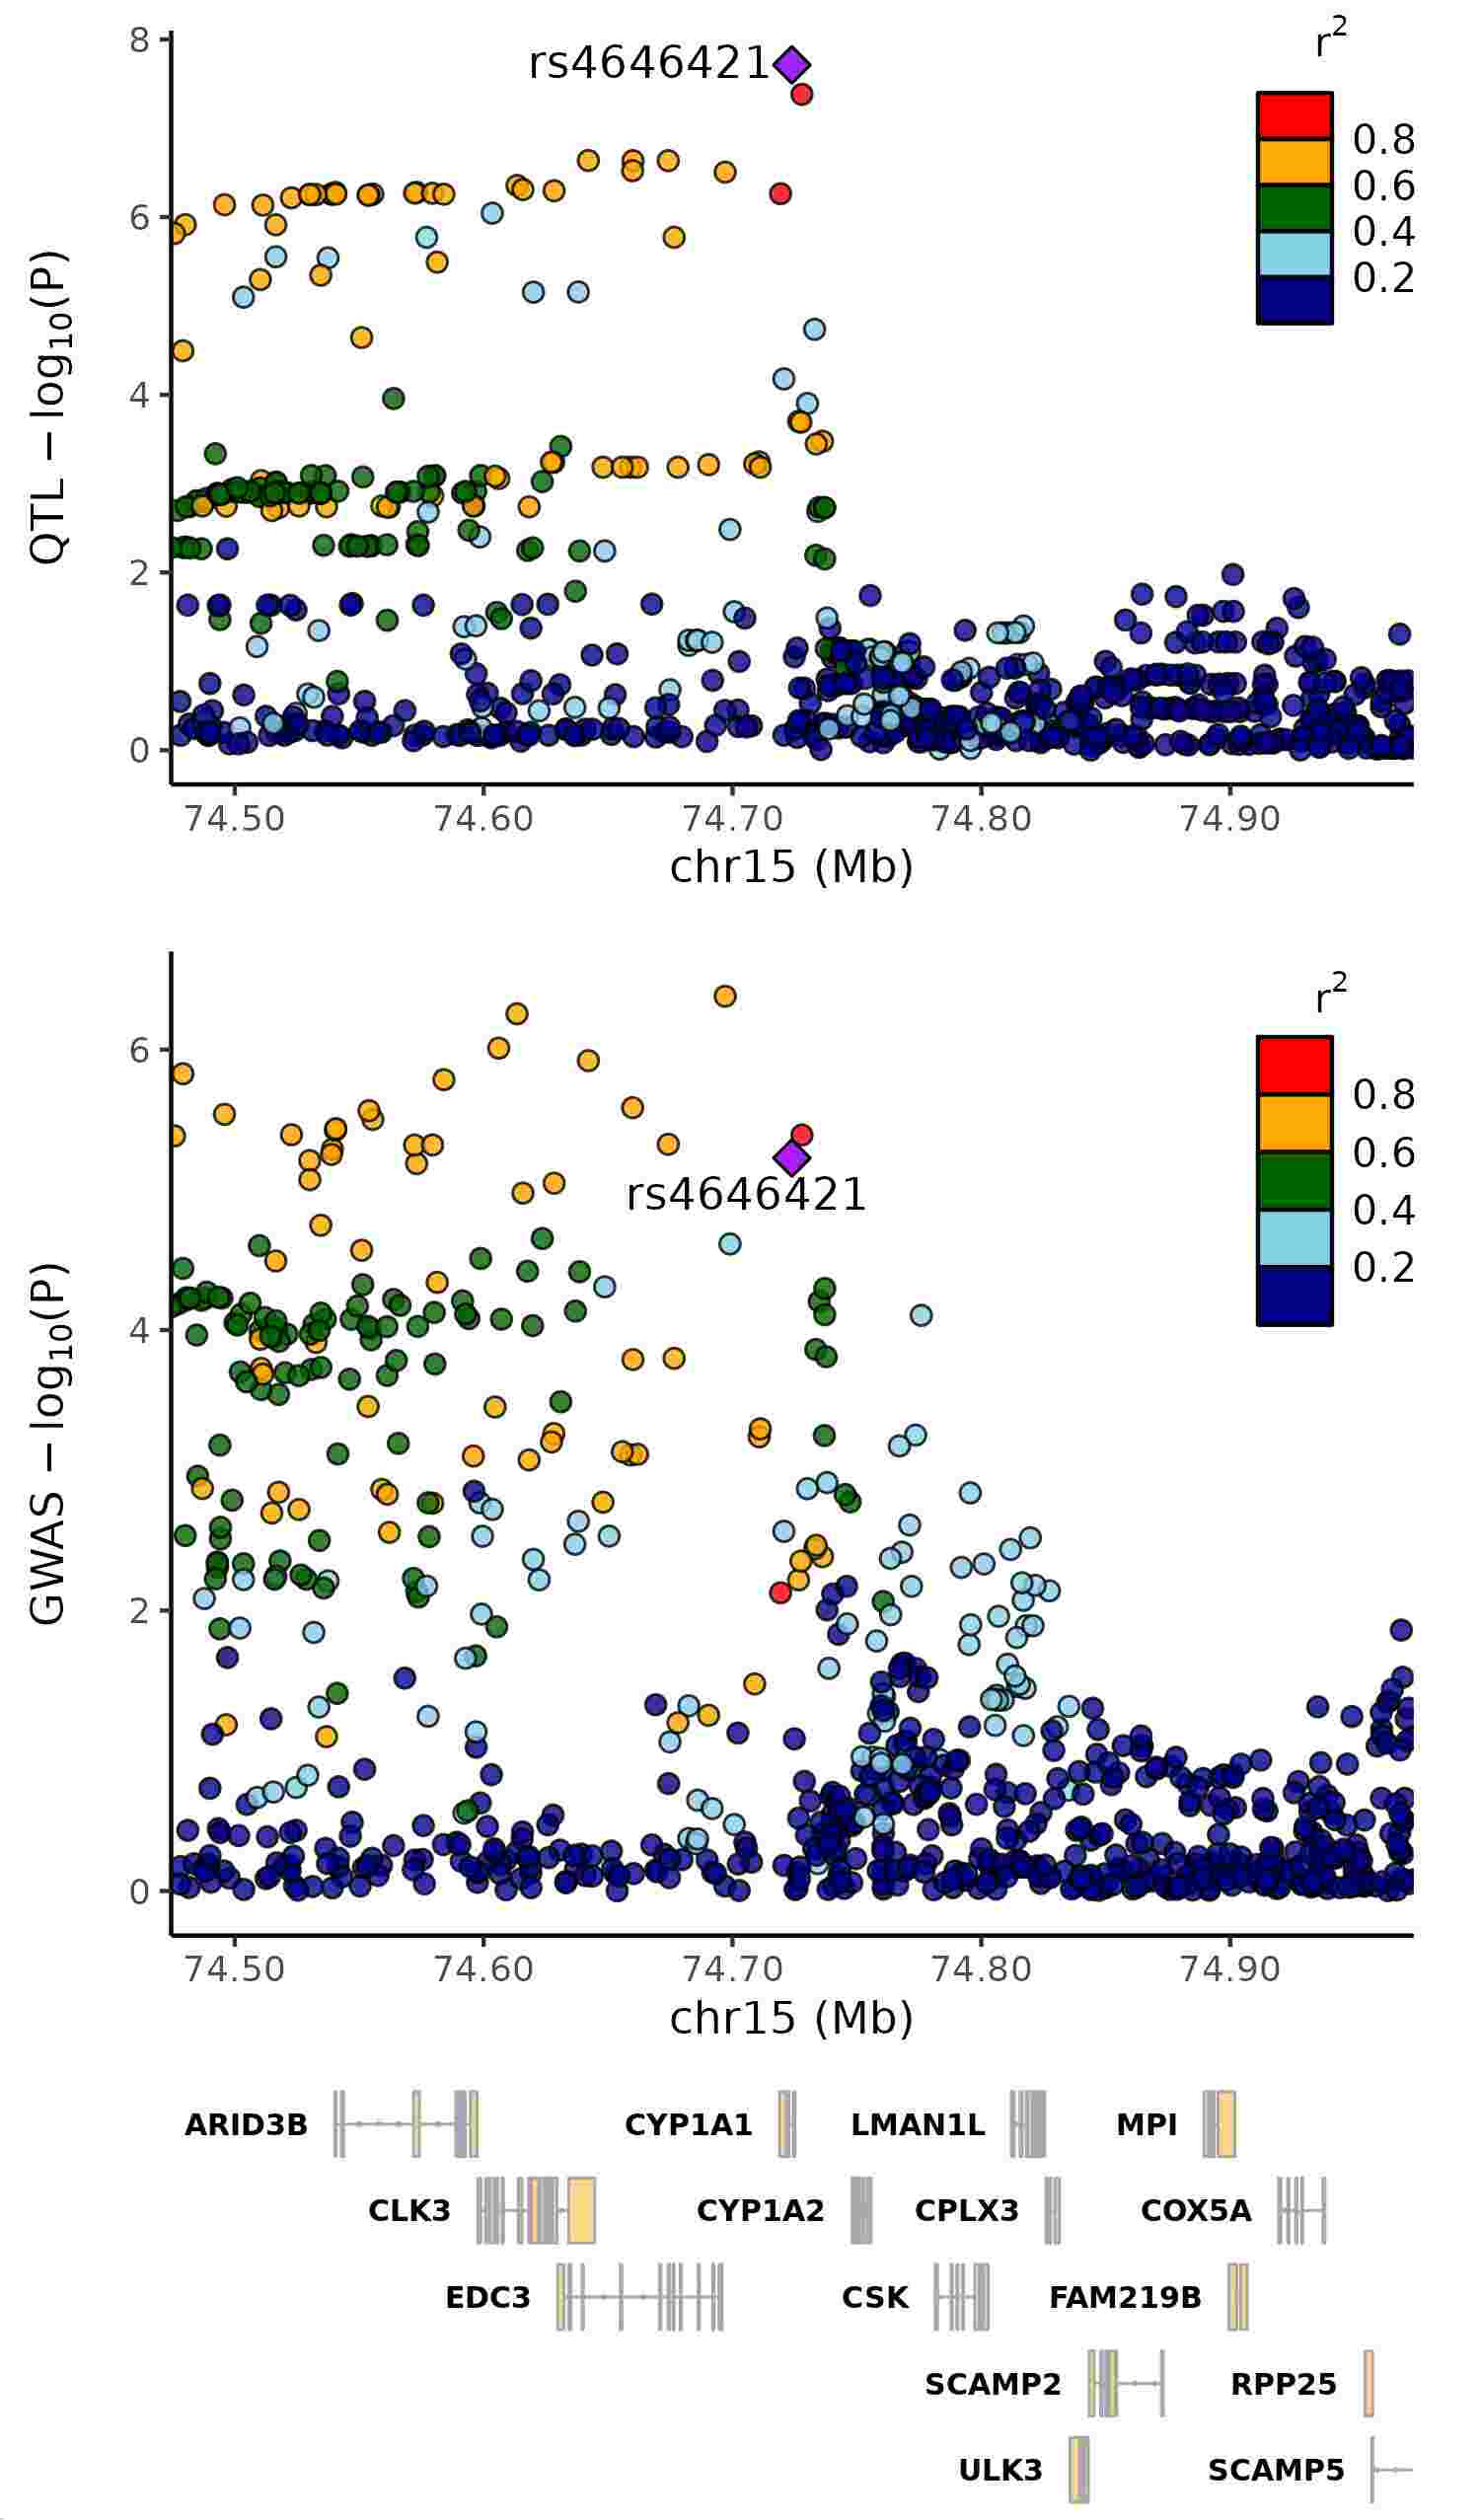 r2
8
rs4646421
0.8
0.6
0.4
0.2
6
4
2
0
QTL − log10(P)
74.50 74.60 74.70 74.80 74.90
chr15 (Mb)
r2
6
0.8
0.6
0.4
0.2
rs4646421
4
2
0
GWAS − log10(P)
74.50 74.60 74.70 74.80 74.90
chr15 (Mb)
ARID3B CYP1A1 LMAN1L MPI
CLK3 CYP1A2 CPLX3 COX5A
EDC3 CSK FAM219B
SCAMP2 RPP25
ULK3 SCAMP5